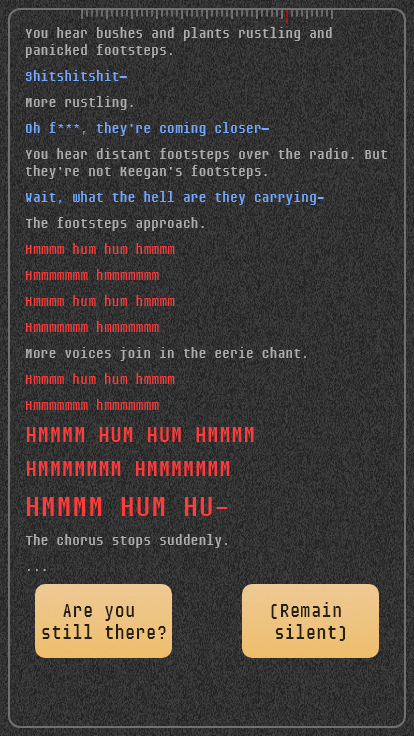 You hear bushes and plants rustling and
panicked footsteps.
Shitshitshit—
More rustling.
Oh f***, they're coming closer—
You hear distant footsteps over the radio. But
they're not Keegan's footsteps.
Wait, what the hell are they carrying—
The footsteps approach.
Hmmmm hum hum hmmmm
Hmmmmmmm hmmmmmmm
Hmmmm hum hum hmmmm
Hmmmmmmm hmmmmmmm
More voices join in the eerie chant.
Hmmmm hum hum hmmmm
Hmmmmmmm hmmmmmmm
HMMMM HUM HUM HMMMM
HMMMMMMM HMMMMMMM
HMMMM HUM HU—
The chorus stops suddenly.
...
Are you
still there?
(Remain
silent)